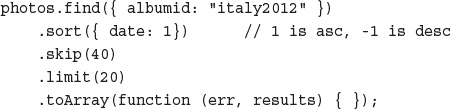 photos.find({ albumid: "italy2012" })
    .sort({ date: 1})      // 1 is asc, -1 is desc
    .skip(40)
    .limit(20)
    .toArray(function (err, results) { });